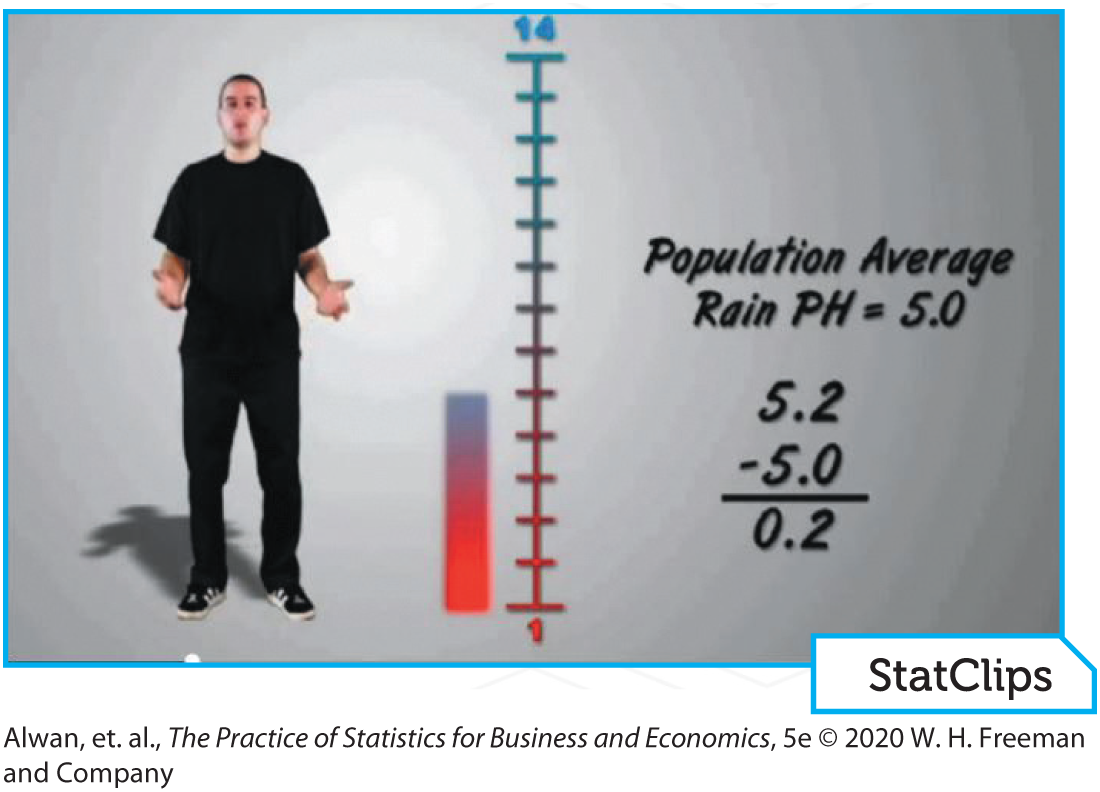 14
Population Average
Rain PH = 5.0
5.2
-5.0
0.2
1
StatClips
Alwan, et. al., The Practice of Statistics for Business and Economics, 5e © 2020 W. H. Freeman
and Company